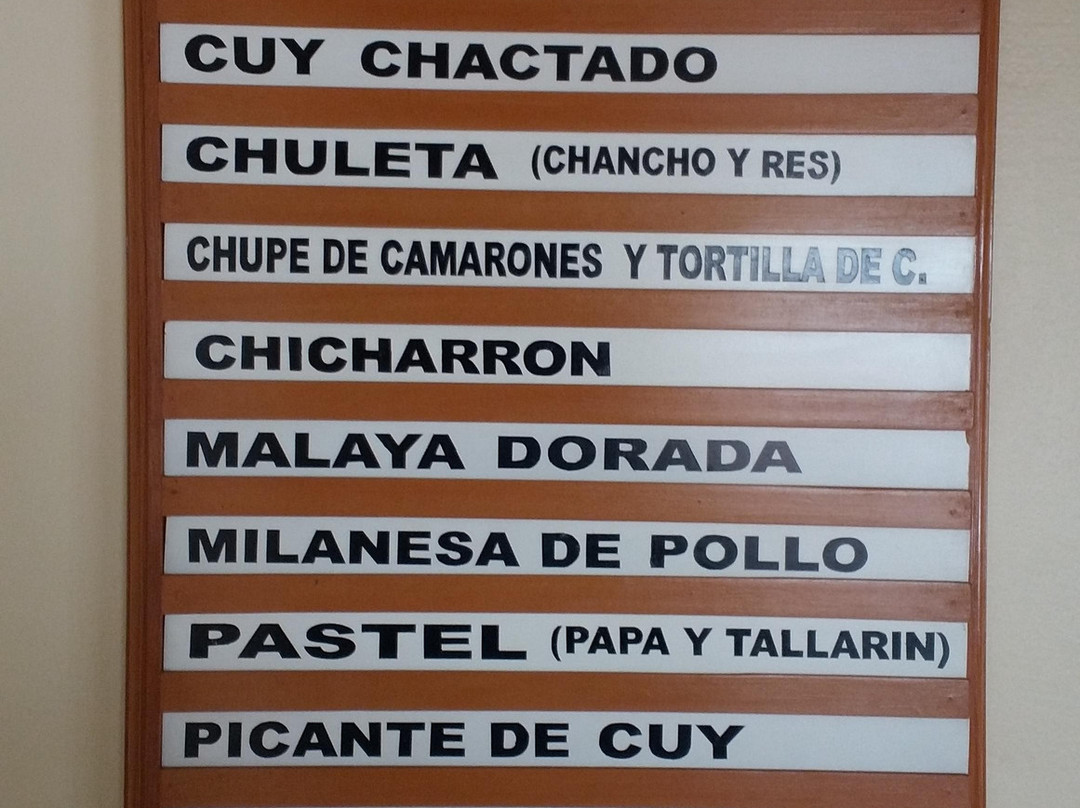 CUY CHACTADO
CHULETA (CHANCHO Y RES)
CHUPE DE CAMARONES Y TORTILLA DE C.
CHICHARRON
MALAYA DORADA
MILANESA DE POLLO
PASTEL (PAPA Y TALLARIN)
PICANTE DE CUY